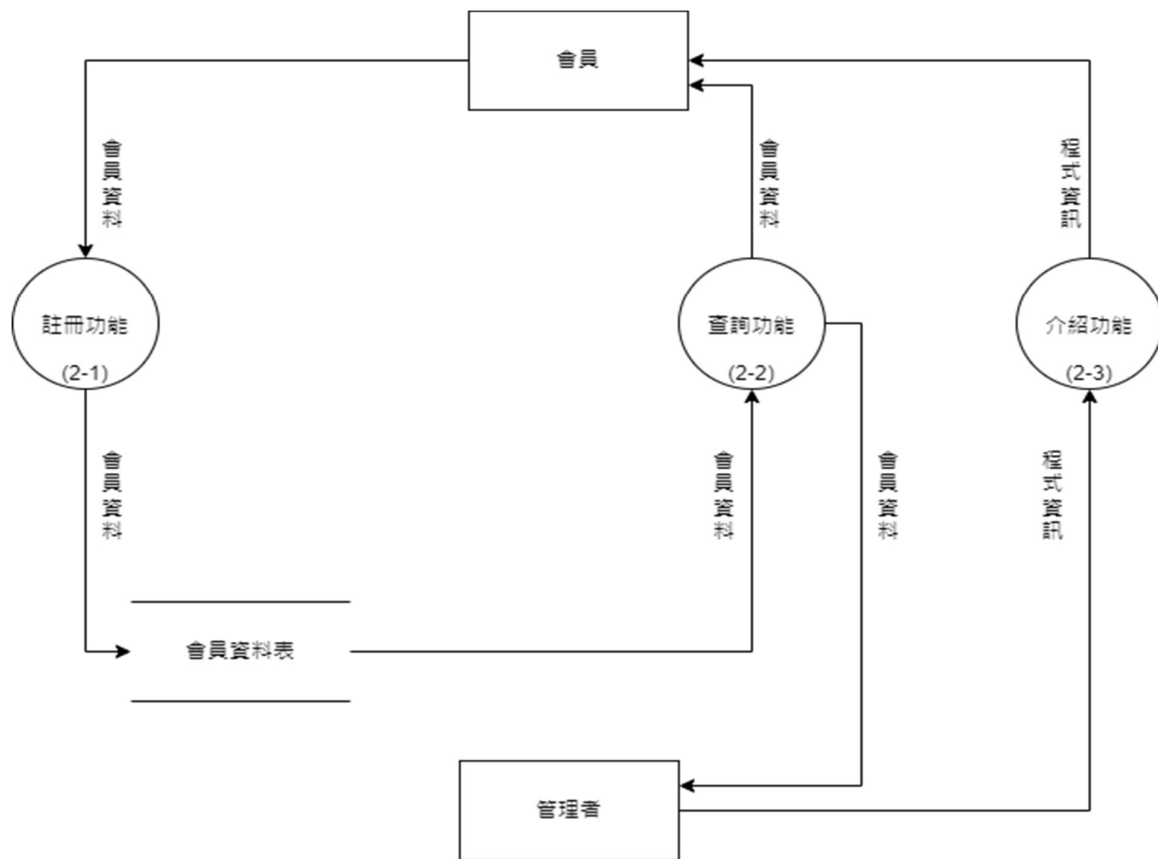 會員
會員資料
會員資料
程式資訊
註冊功能
(2-1)
查詢功能
(2-2)
介紹功能
(2-3)
會員資料
會員資料
會員資料
程式資訊
會員資料表
管理者